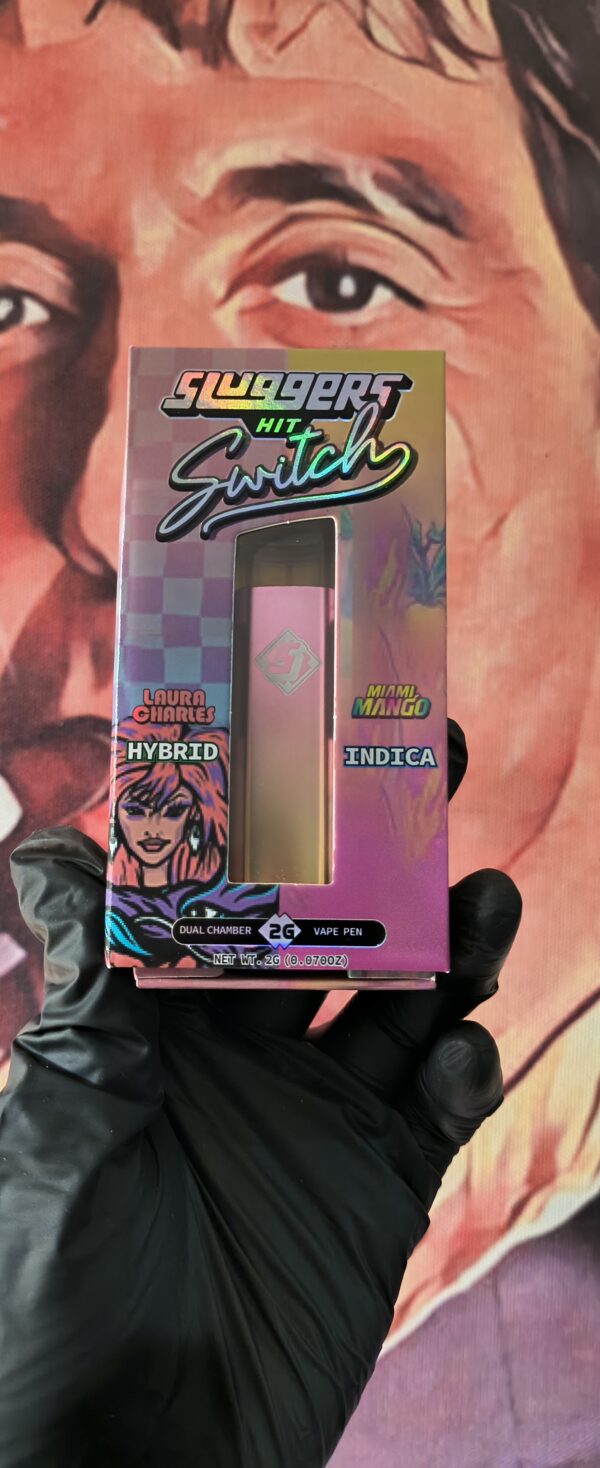 SLUGGERS
HIT
Switch
LAURA
CHARLES
HYBRID
MIAMI
MANGO
INDICA
DUAL CHAMBER 2G VAPE PEN
NET WT. 2G (0.070OZ)